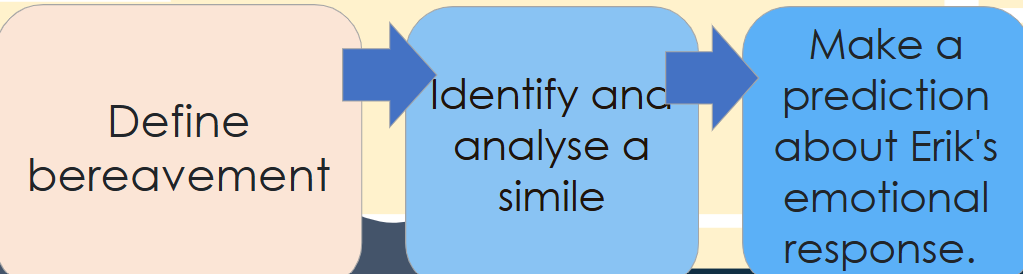 Define
bereavement
Identify and
analyse a
simile
Make a
prediction
about Erik's
emotional
response.